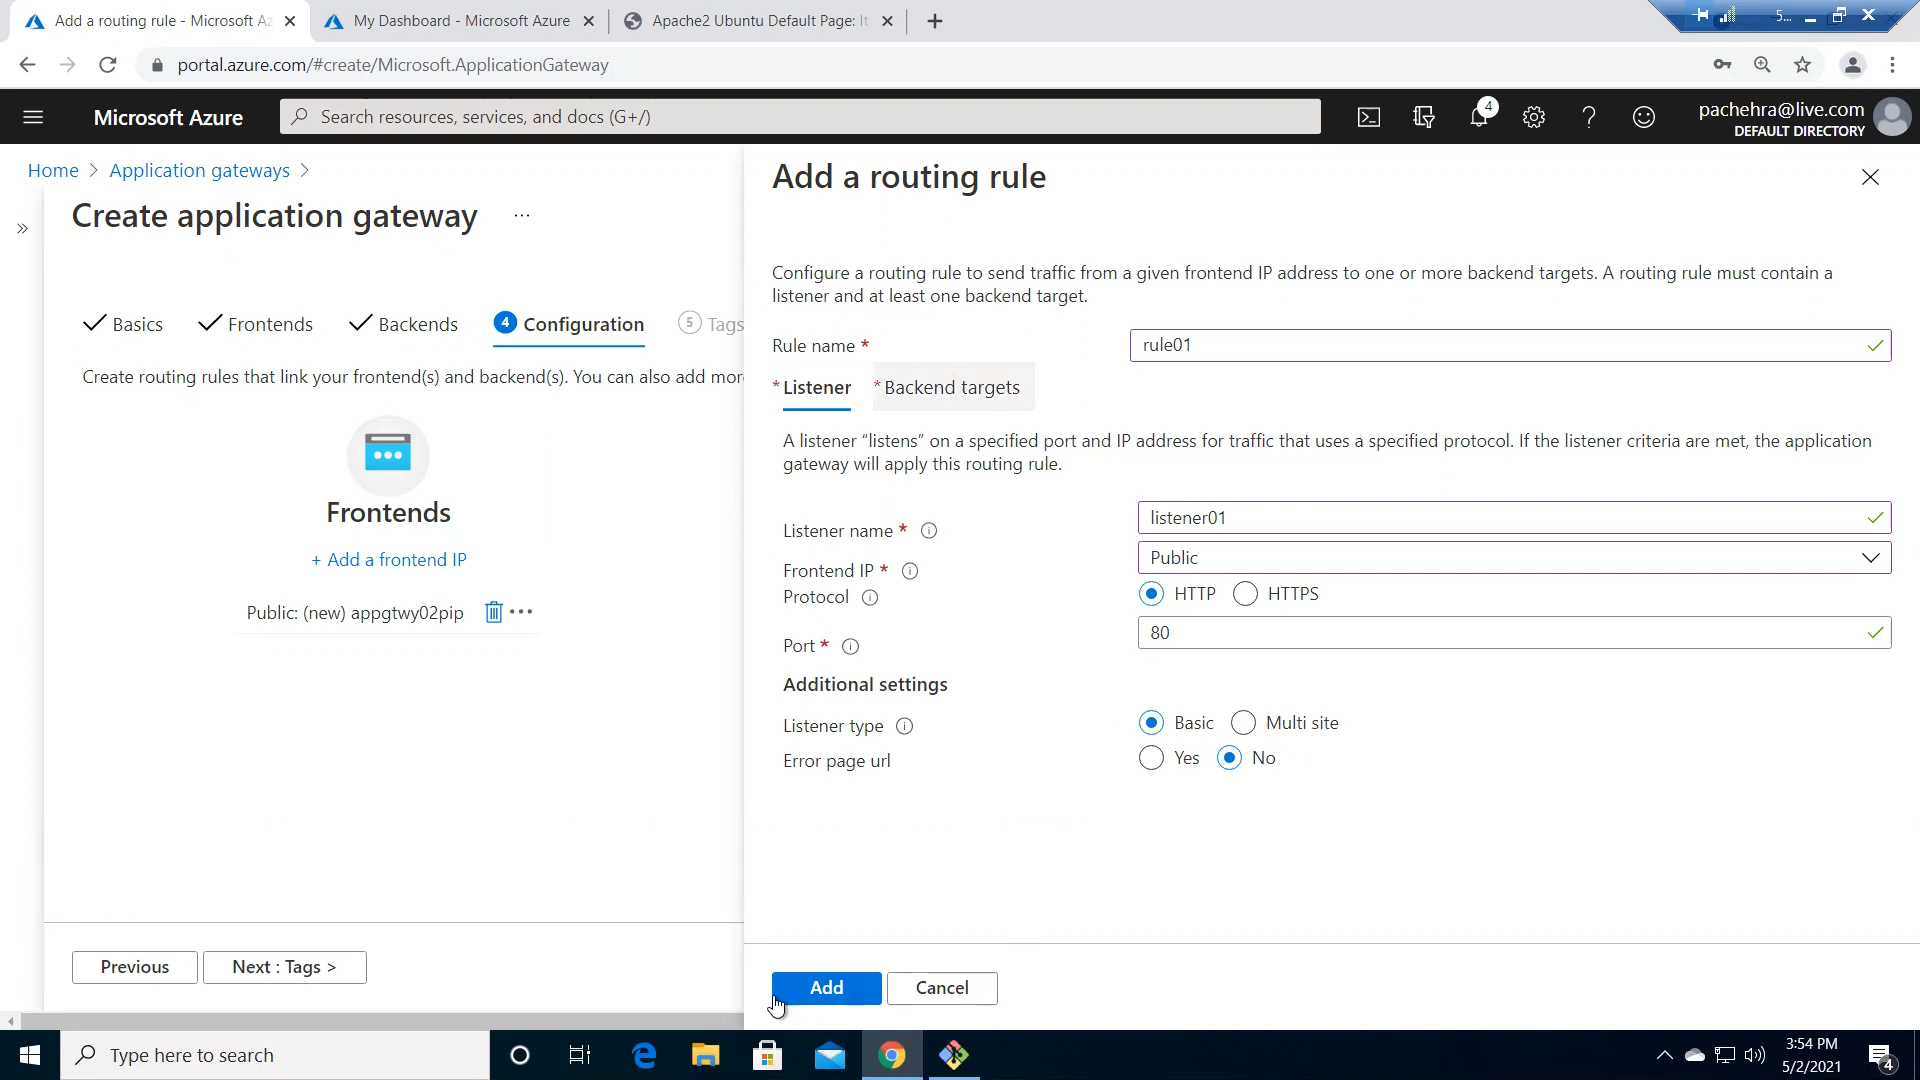 Add a routing rule - Microsoft Az
My Dashboard - Microsoft Azure
Apache2 Ubuntu Default Page: It
5...
portal.azure.com/#create/Microsoft.ApplicationGateway
Microsoft Azure
Search resources, services, and docs (G+/)
4
pachehra@live.com
DEFAULT DIRECTORY
Home > Application gateways >
Create application gateway ...
Basics
Frontends
Backends
4 Configuration
5 Tags
Create routing rules that link your frontend(s) and backend(s). You can also add mor
Frontends
+ Add a frontend IP
Public: (new) appgtwy02pip
Previous
Next : Tags >
Add a routing rule
Configure a routing rule to send traffic from a given frontend IP address to one or more backend targets. A routing rule must contain a
listener and at least one backend target.
Rule name *
rule01
* Listener
* Backend targets
A listener “listens” on a specified port and IP address for traffic that uses a specified protocol. If the listener criteria are met, the application
gateway will apply this routing rule.
Listener name *
listener01
Frontend IP *
Public
Protocol
HTTP
HTTPS
Port *
80
Additional settings
Listener type
Basic
Multi site
Error page url
Yes
No
Add
Cancel
Type here to search
3:54 PM
5/2/2021
4